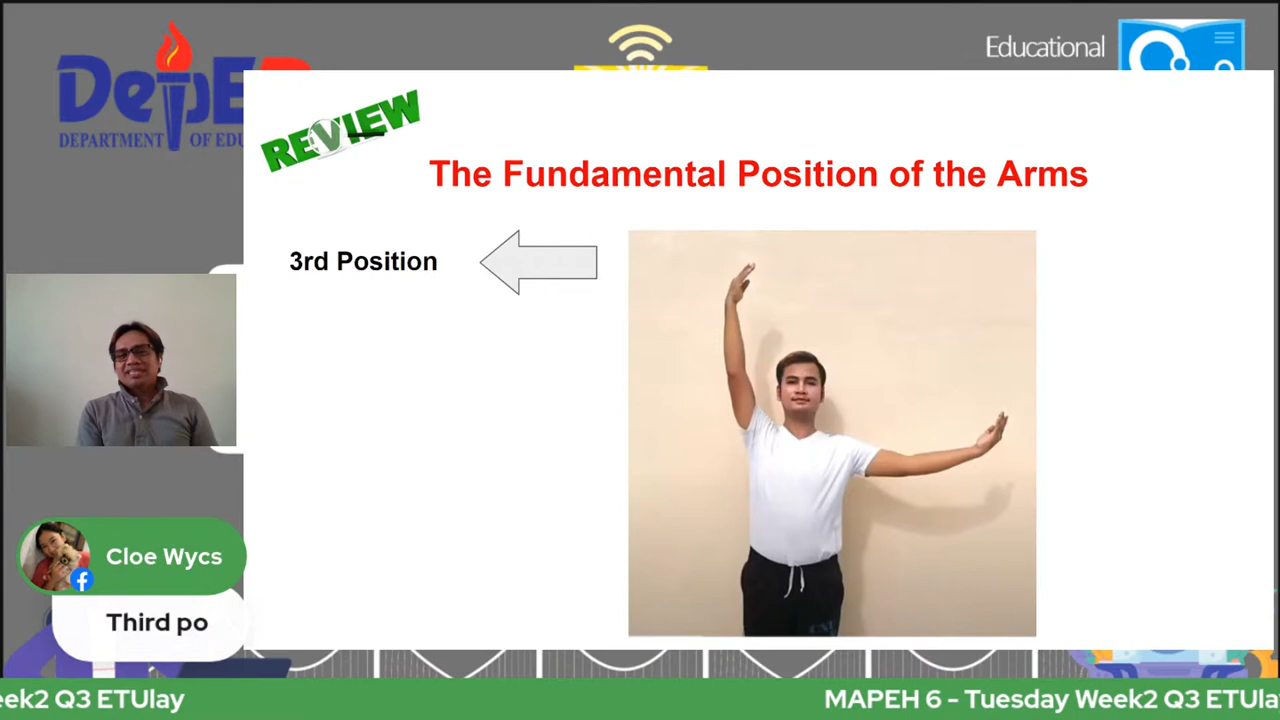 DepED
DEPARTMENT OF EDU
Educational
REVIEW
The Fundamental Position of the Arms
3rd Position
Cloe Wycs
Third po
eek2 Q3 ETUlay
MAPEH 6 - Tuesday Week2 Q3 ETUla